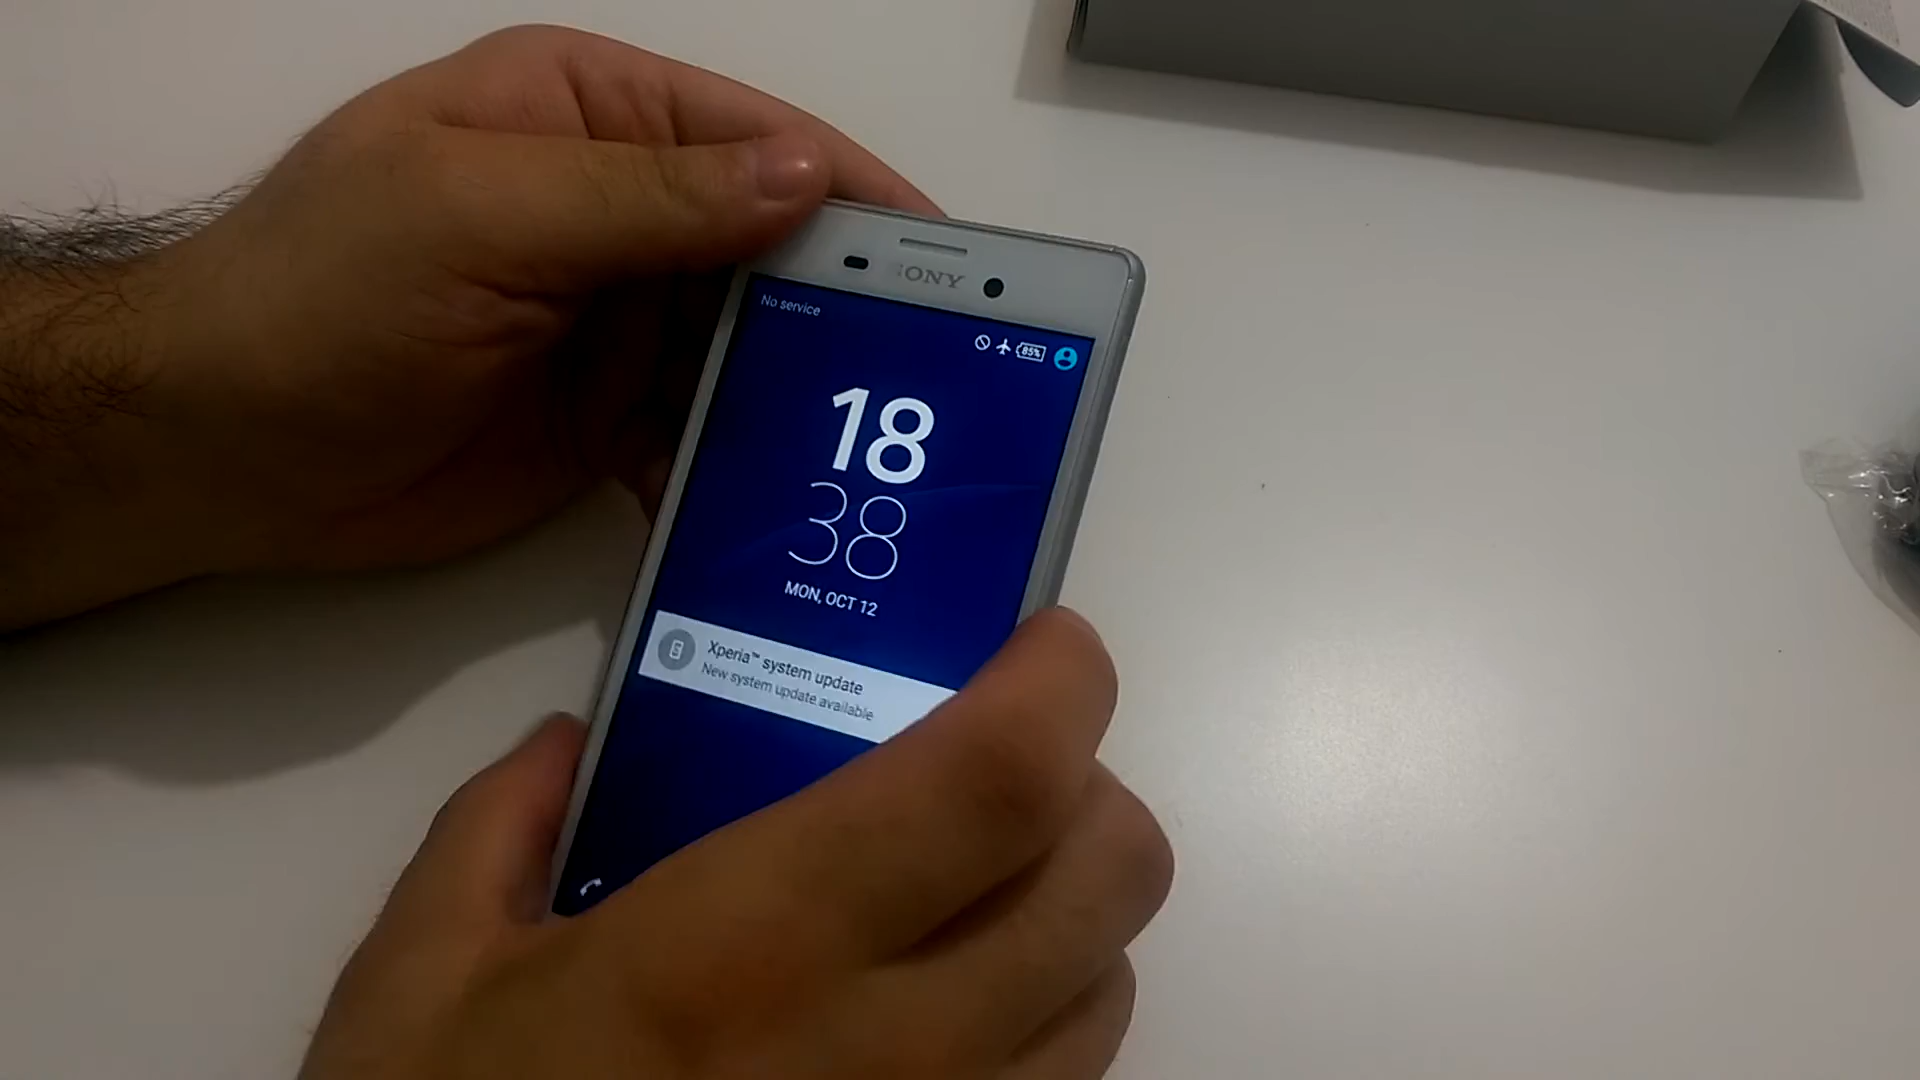 SONY
No service
85%
18
38
MON, OCT 12
Xperia™ system update
New system update available